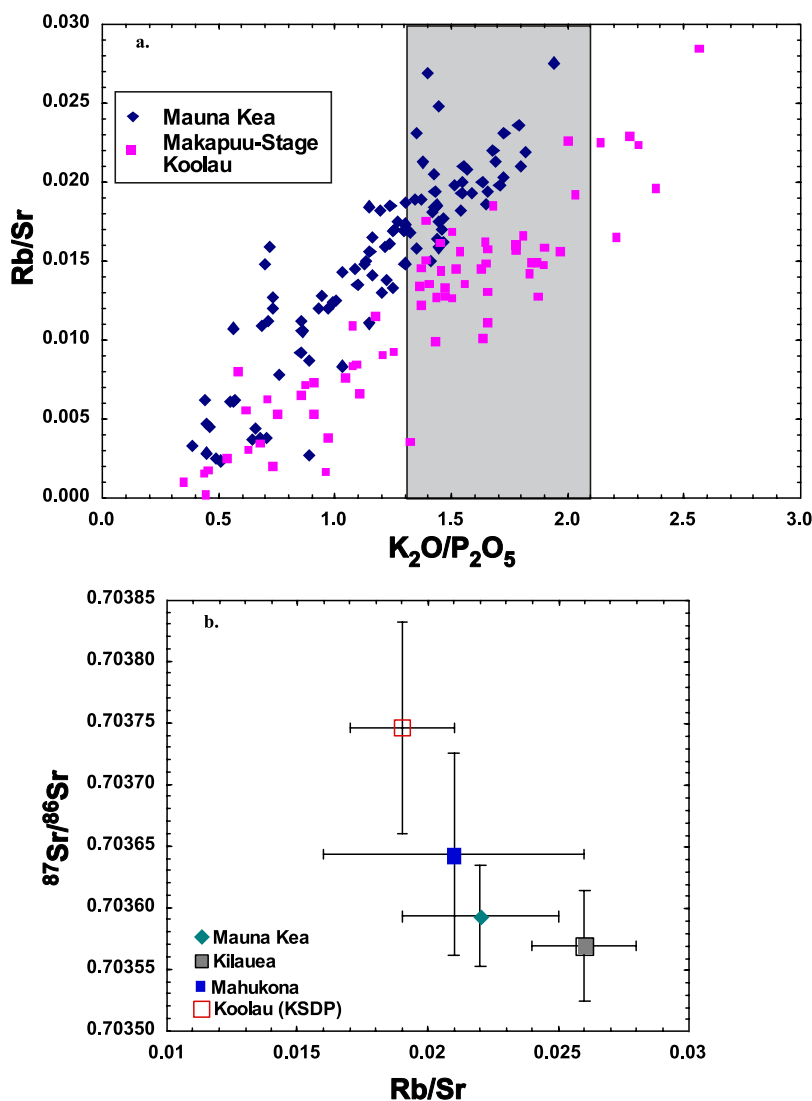 a.
0.030
0.025
0.020
0.015
0.010
0.005
0.000
Rb/Sr
Mauna Kea
Makapuu-Stage
Koolau
0.0 0.5 1.0 1.5 2.0 2.5 3.0
K₂O/P₂O₅
b.
0.70385
0.70380
0.70375
0.70370
0.70365
0.70360
0.70355
0.70350
⁸⁷Sr/⁸⁶Sr
Mauna Kea
Kilauea
Mahukona
Koolau (KSDP)
0.01 0.015 0.02 0.025 0.03
Rb/Sr